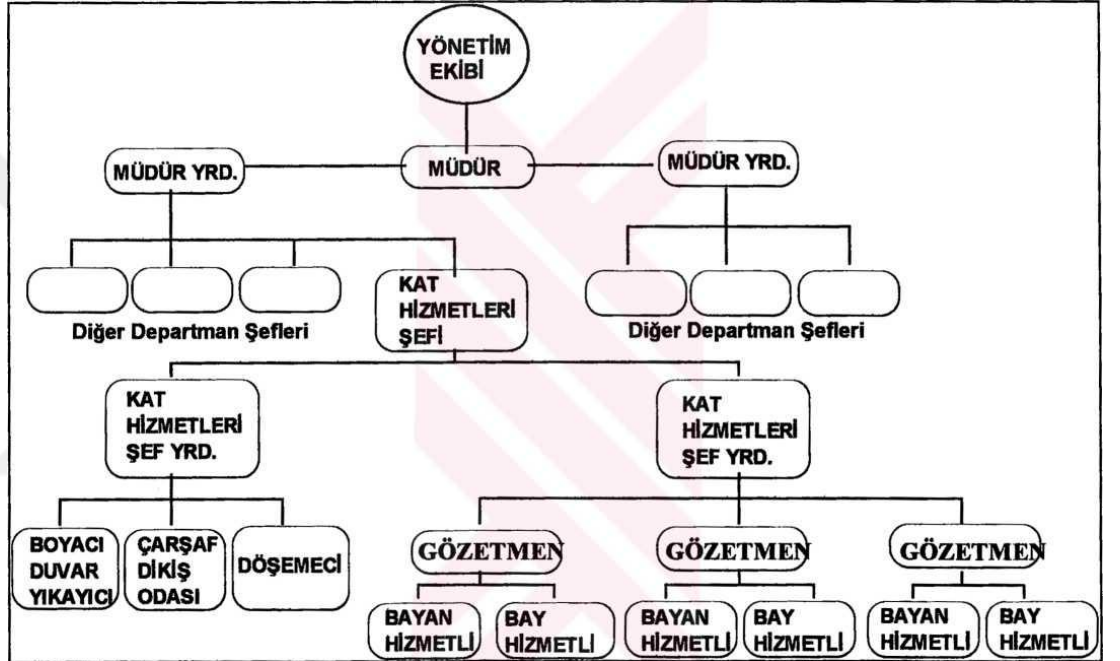 YÖNETİM
EKİBİ
MÜDÜR YRD.
MÜDÜR
MÜDÜR YRD.
Diğer Departman Şefleri
KAT
HİZMETLERİ
ŞEFİ
Diğer Departman Şefleri
KAT
HİZMETLERİ
ŞEF YRD.
KAT
HİZMETLERİ
ŞEF YRD.
BOYACI
DUVAR
YIKAYICI
ÇARŞAF
DİKİŞ
ODASI
DÖŞEMECİ
GÖZETMEN
GÖZETMEN
GÖZETMEN
BAYAN
HİZMETLİ
BAY
HİZMETLİ
BAYAN
HİZMETLİ
BAY
HİZMETLİ
BAYAN
HİZMETLİ
BAY
HİZMETLİ